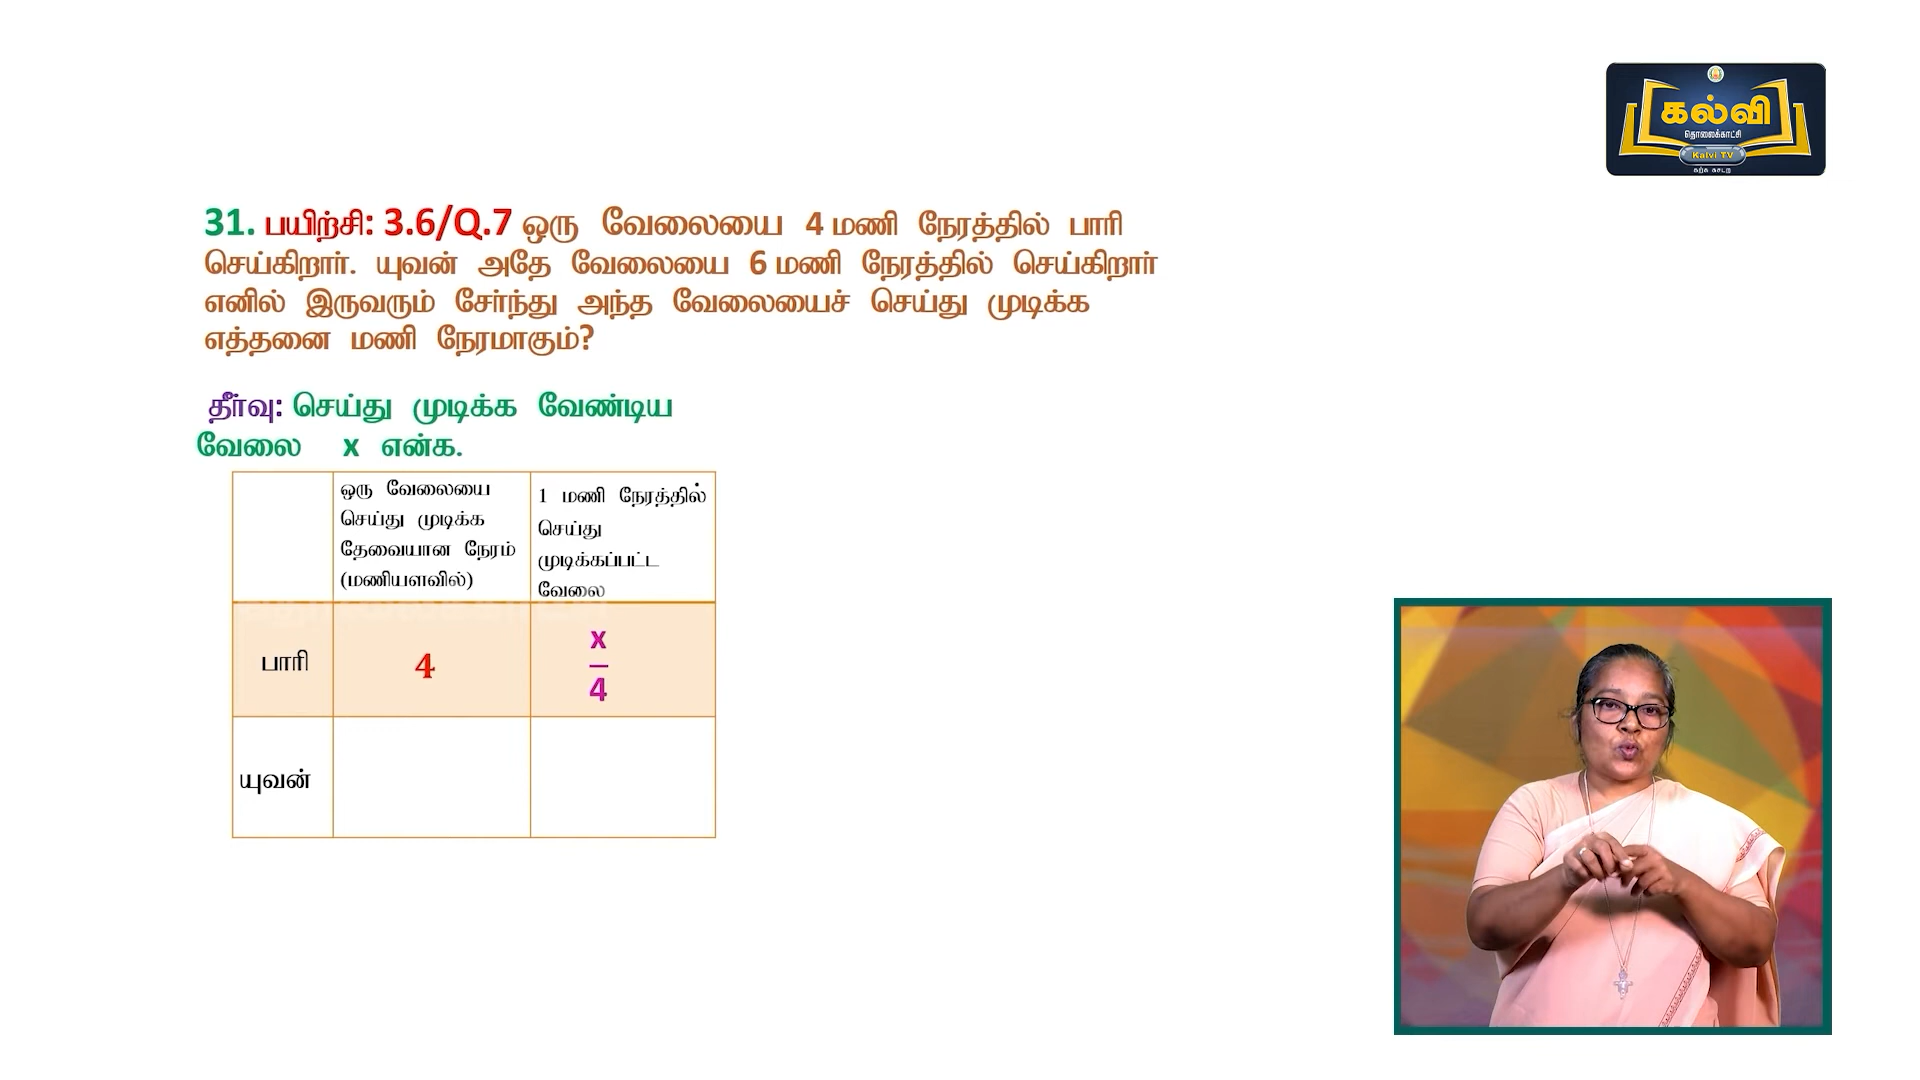 கல்வி
தொலைக்காட்சி
Kalvi TV
கற்க கசடற
31. பயிற்சி: 3.6/Q.7 ஒரு வேலையை 4 மணி நேரத்தில் பாரி
செய்கிறார். யுவன் அதே வேலையை 6 மணி நேரத்தில் செய்கிறார்
எனில் இருவரும் சேர்ந்து அந்த வேலையைச் செய்து முடிக்க
எத்தனை மணி நேரமாகும்?
தீர்வு: செய்து முடிக்க வேண்டிய
வேலை x என்க.
ஒரு வேலையை
செய்து முடிக்க
தேவையான நேரம்
(மணியளவில்)
1 மணி நேரத்தில்
செய்து
முடிக்கப்பட்ட
வேலை
பாரி
4
x
4
யுவன்